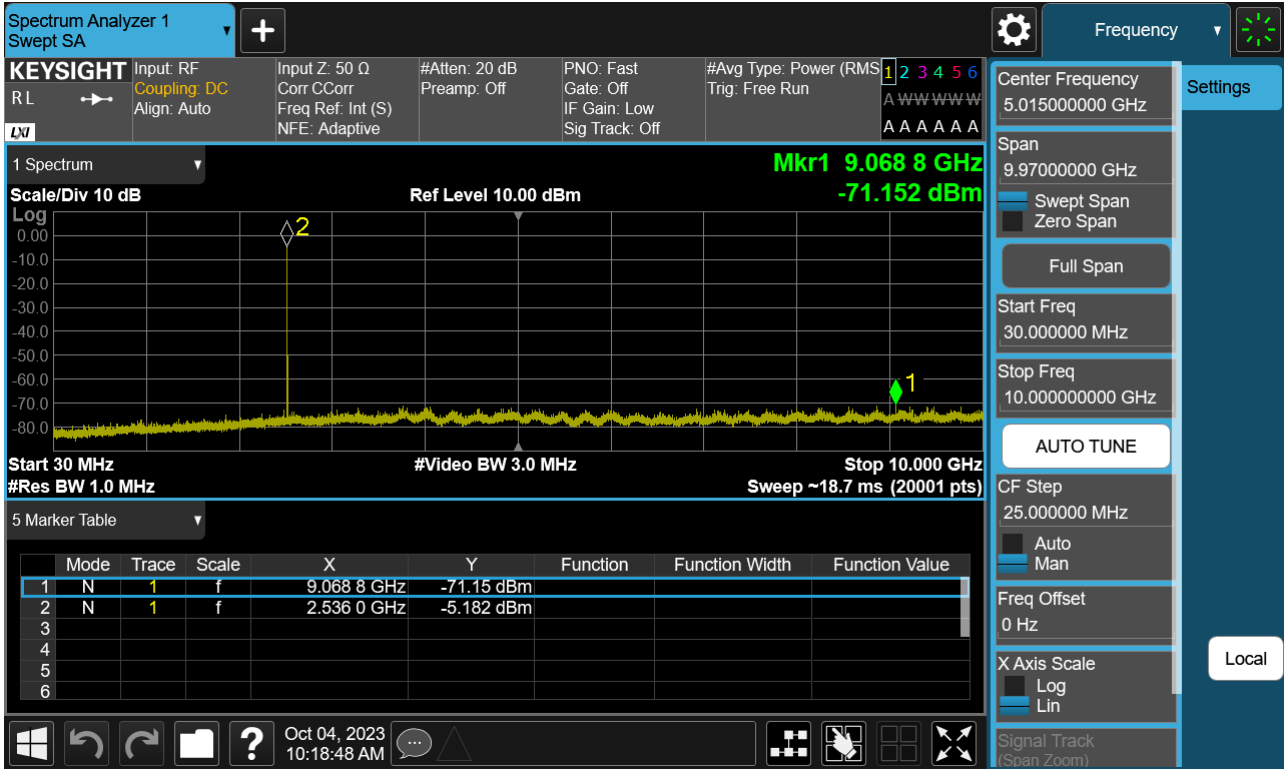 Spectrum Analyzer 1
Swept SA
Frequency
KEYSIGHT
RL
LXI
Input: RF
Coupling: DC
Align: Auto
Input Z: 50 Ω
Corr CCorr
Freq Ref: Int (S)
NFE: Adaptive
#Atten: 20 dB
Preamp: Off
PNO: Fast
Gate: Off
IF Gain: Low
Sig Track: Off
#Avg Type: Power (RMS
Trig: Free Run
1 2 3 4 5 6
A W W W W W
A A A A A A
1 Spectrum
Mkr1 9.068 8 GHz
-71.152 dBm
Scale/Div 10 dB
Ref Level 10.00 dBm
Log
0.00
-10.0
-20.0
-30.0
-40.0
-50.0
-60.0
-70.0
-80.0
2
1
Start 30 MHz
#Video BW 3.0 MHz
Stop 10.000 GHz
#Res BW 1.0 MHz
Sweep ~18.7 ms (20001 pts)
5 Marker Table
Mode Trace Scale X Y Function Function Width Function Value
1 N 1 f 9.068 8 GHz -71.15 dBm
2 N 1 f 2.536 0 GHz -5.182 dBm
3
4
5
6
Oct 04, 2023
10:18:48 AM
Center Frequency
5.015000000 GHz
Span
9.97000000 GHz
Swept Span
Zero Span
Full Span
Start Freq
30.000000 MHz
Stop Freq
10.000000000 GHz
AUTO TUNE
CF Step
25.000000 MHz
Auto
Man
Freq Offset
0 Hz
X Axis Scale
Log
Lin
Signal Track
(Span Zoom)
Settings
Local